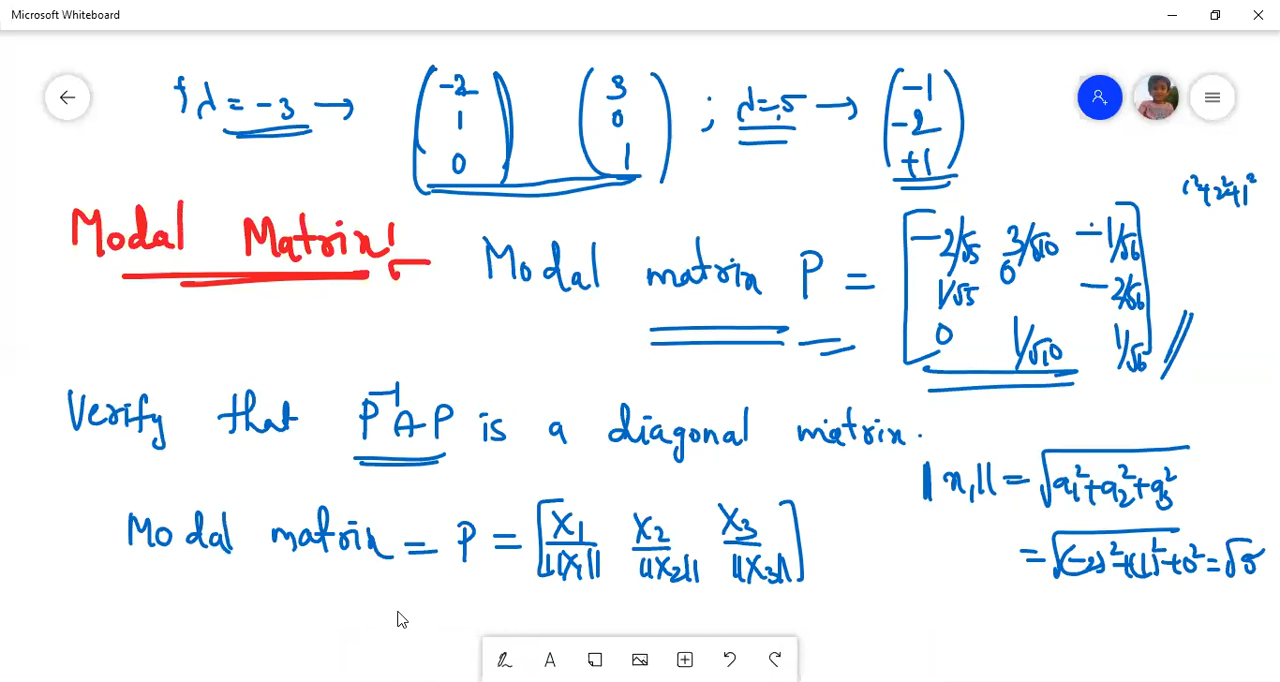 Microsoft Whiteboard
f λ = -3 → (-2 1 0) (3 0 1) ; λ = 5 → (-1 -2 +1)
1²+2²+1²
Modal Matrix:
Modal matrix P = [-2/√5 3/√10 -1/√6
1/√5 0 -2/√6
0 1/√10 1/√6]
Verify that P⁻¹AP is a diagonal matrix.
||x₁|| = √a₁²+a₂²+a₃²
= √(-2)²+(1)²+0² = √5
Modal matrix = P = [X₁/||X₁|| X₂/||X₂|| X₃/||X₃||]